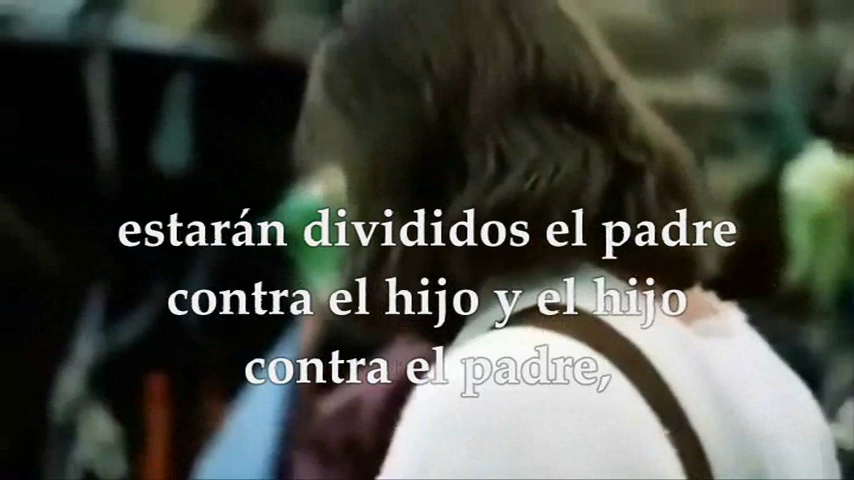 estarán divididos el padre
contra el hijo y el hijo
contra el padre,